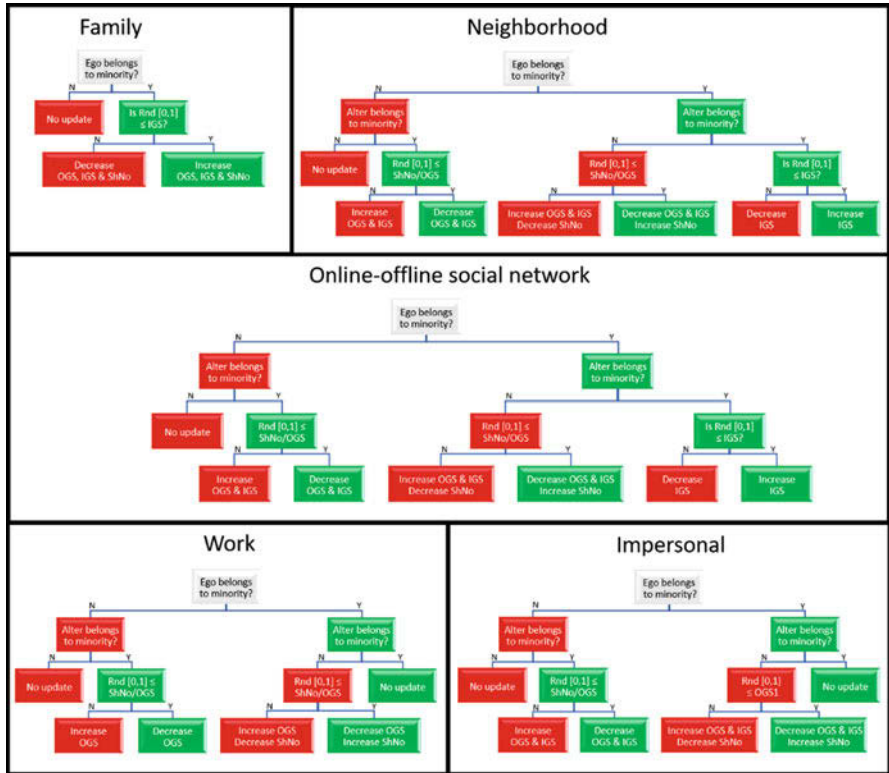 Family
Ego belongs
to minority?
N
Y
No update
Is Rnd [0,1]
≤ IGS?
N
Y
Decrease
OGS, IGS & ShNo
Increase
OGS, IGS & ShNo
Neighborhood
Ego belongs
to minority?
N
Y
Alter belongs
to minority?
Alter belongs
to minority?
N
Y
N
Y
No update
Rnd [0,1] ≤
ShNo/OGS
Rnd [0,1] ≤
ShNo/OGS
Is Rnd [0,1]
≤ IGS?
N
Y
N
Y
N
Y
Increase
OGS & IGS
Decrease
OGS & IGS
Increase OGS & IGS
Decrease ShNo
Decrease OGS & IGS
Increase ShNo
Decrease
IGS
Increase
IGS
Online-offline social network
Ego belongs
to minority?
N
Y
Alter belongs
to minority?
Alter belongs
to minority?
N
Y
N
Y
No update
Rnd [0,1] ≤
ShNo/OGS
Rnd [0,1] ≤
ShNo/OGS
Is Rnd [0,1]
≤ IGS?
N
Y
N
Y
N
Y
Increase
OGS & IGS
Decrease
OGS & IGS
Increase OGS & IGS
Decrease ShNo
Decrease OGS & IGS
Increase ShNo
Decrease
IGS
Increase
IGS
Work
Ego belongs
to minority?
N
Y
Alter belongs
to minority?
Alter belongs
to minority?
N
Y
N
Y
No update
Rnd [0,1] ≤
ShNo/OGS
Rnd [0,1] ≤
ShNo/OGS
No update
N
Y
N
Y
Increase
OGS
Decrease
OGS
Increase OGS
Decrease ShNo
Decrease OGS
Increase ShNo
Impersonal
Ego belongs
to minority?
N
Y
Alter belongs
to minority?
Alter belongs
to minority?
N
Y
N
Y
No update
Rnd [0,1] ≤
ShNo/OGS
Rnd [0,1]
≤ OGS1
No update
N
Y
N
Y
Increase
OGS & IGS
Decrease
OGS & IGS
Increase OGS & IGS
Decrease ShNo
Decrease OGS & IGS
Increase ShNo